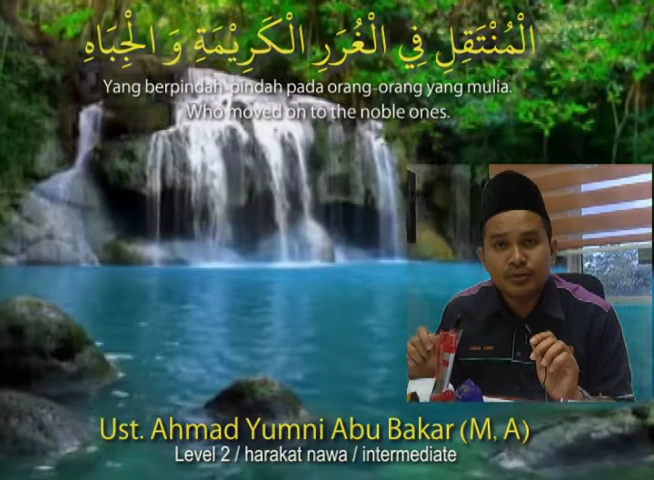 الْمُنْتَقِلِ فِي الْغُرَرِ الْكَرِيْمَةِ وَ الْجِبَاهِ
Yang berpindah-pindah pada orang-orang yang mulia.
Who moved on to the noble ones.
Ust. Ahmad Yumni Abu Bakar (M, A)
Level 2 / harakat nawa / intermediate